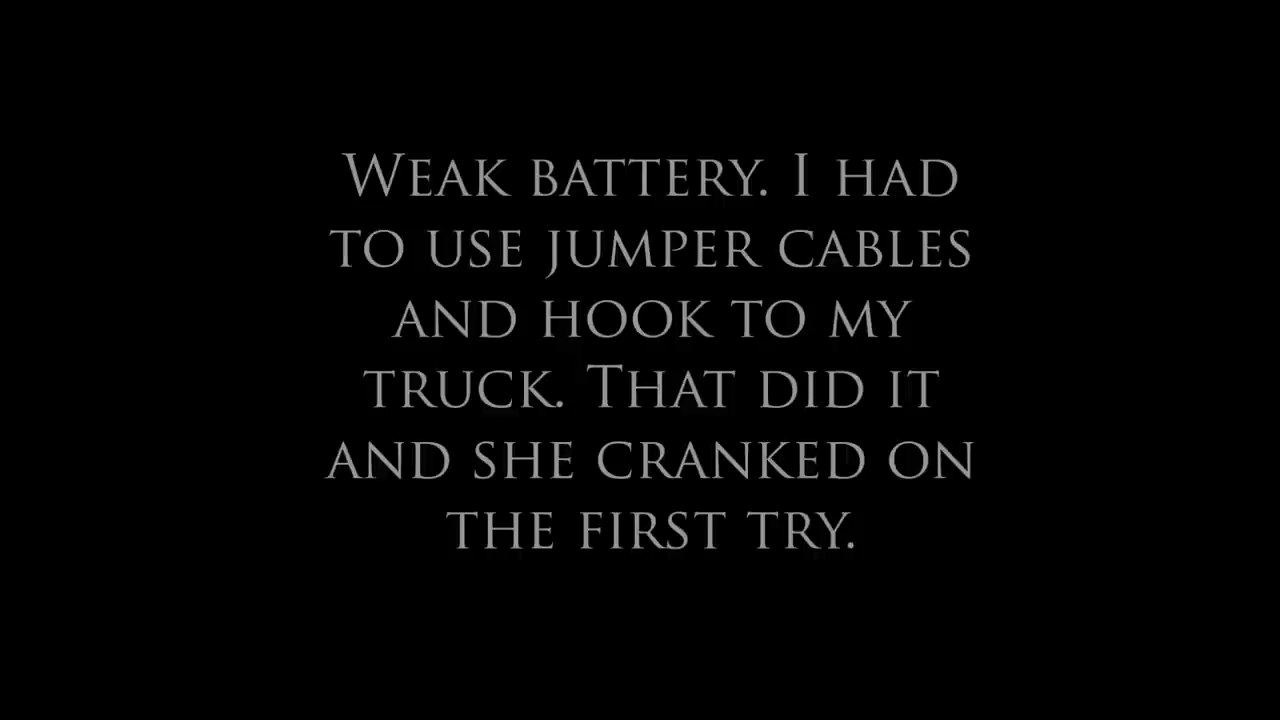 Weak battery. I had
to use jumper cables
and hook to my
truck. That did it
and she cranked on
the first try.